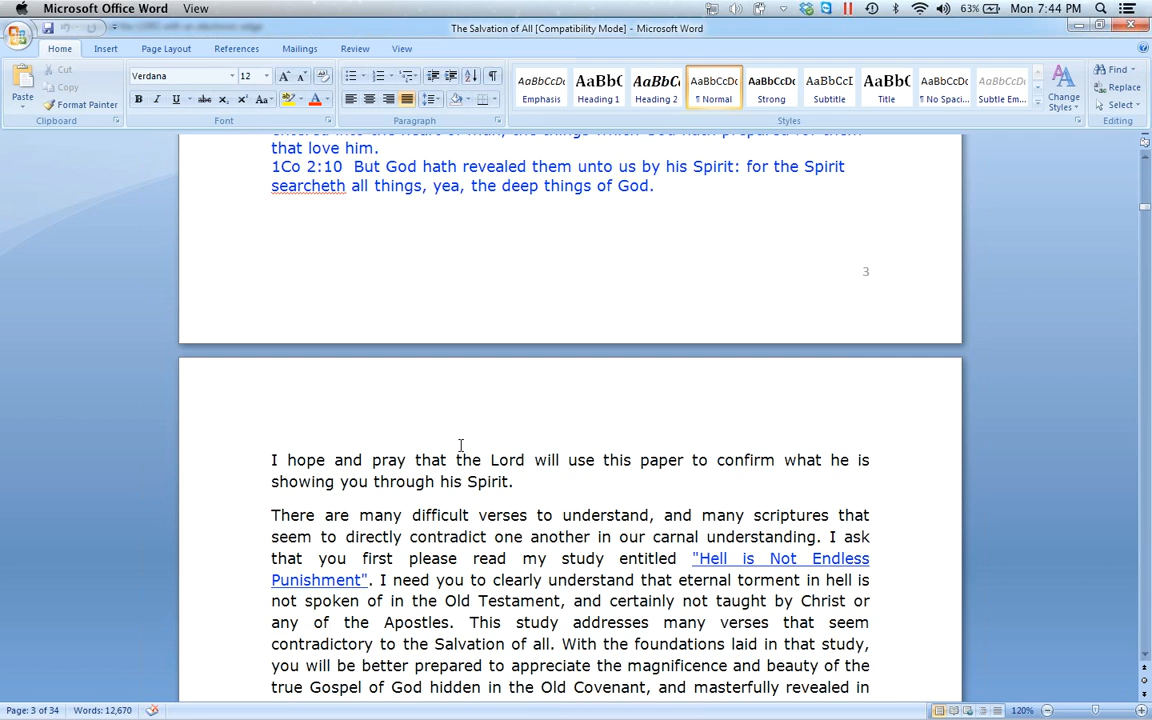 Microsoft Office Word View
63% Mon 7:44 PM
The Salvation of All [Compatibility Mode] - Microsoft Word
Home Insert Page Layout References Mailings Review View
Paste
Cut
Copy
Format Painter
Clipboard
Verdana 12
Font
Paragraph
AaBbCcDc AaBb( AaBbC AaBbCcDc AaBbCcDc AaBbCcI AaBb( AaBbCcDc AaBbCcDc
Emphasis Heading 1 Heading 2 ¶ Normal Strong Subtitle Title ¶ No Spaci... Subtle Em...
Change Styles
Styles
Find
Replace
Select
Editing
entered into the heart of man, the things which God hath prepared for them
that love him.
1Co 2:10 But God hath revealed them unto us by his Spirit: for the Spirit
searcheth all things, yea, the deep things of God.
3
I hope and pray that the Lord will use this paper to confirm what he is
showing you through his Spirit.
There are many difficult verses to understand, and many scriptures that
seem to directly contradict one another in our carnal understanding. I ask
that you first please read my study entitled "Hell is Not Endless
Punishment". I need you to clearly understand that eternal torment in hell is
not spoken of in the Old Testament, and certainly not taught by Christ or
any of the Apostles. This study addresses many verses that seem
contradictory to the Salvation of all. With the foundations laid in that study,
you will be better prepared to appreciate the magnificence and beauty of the
true Gospel of God hidden in the Old Covenant, and masterfully revealed in
Page: 3 of 34 Words: 12,670 120%